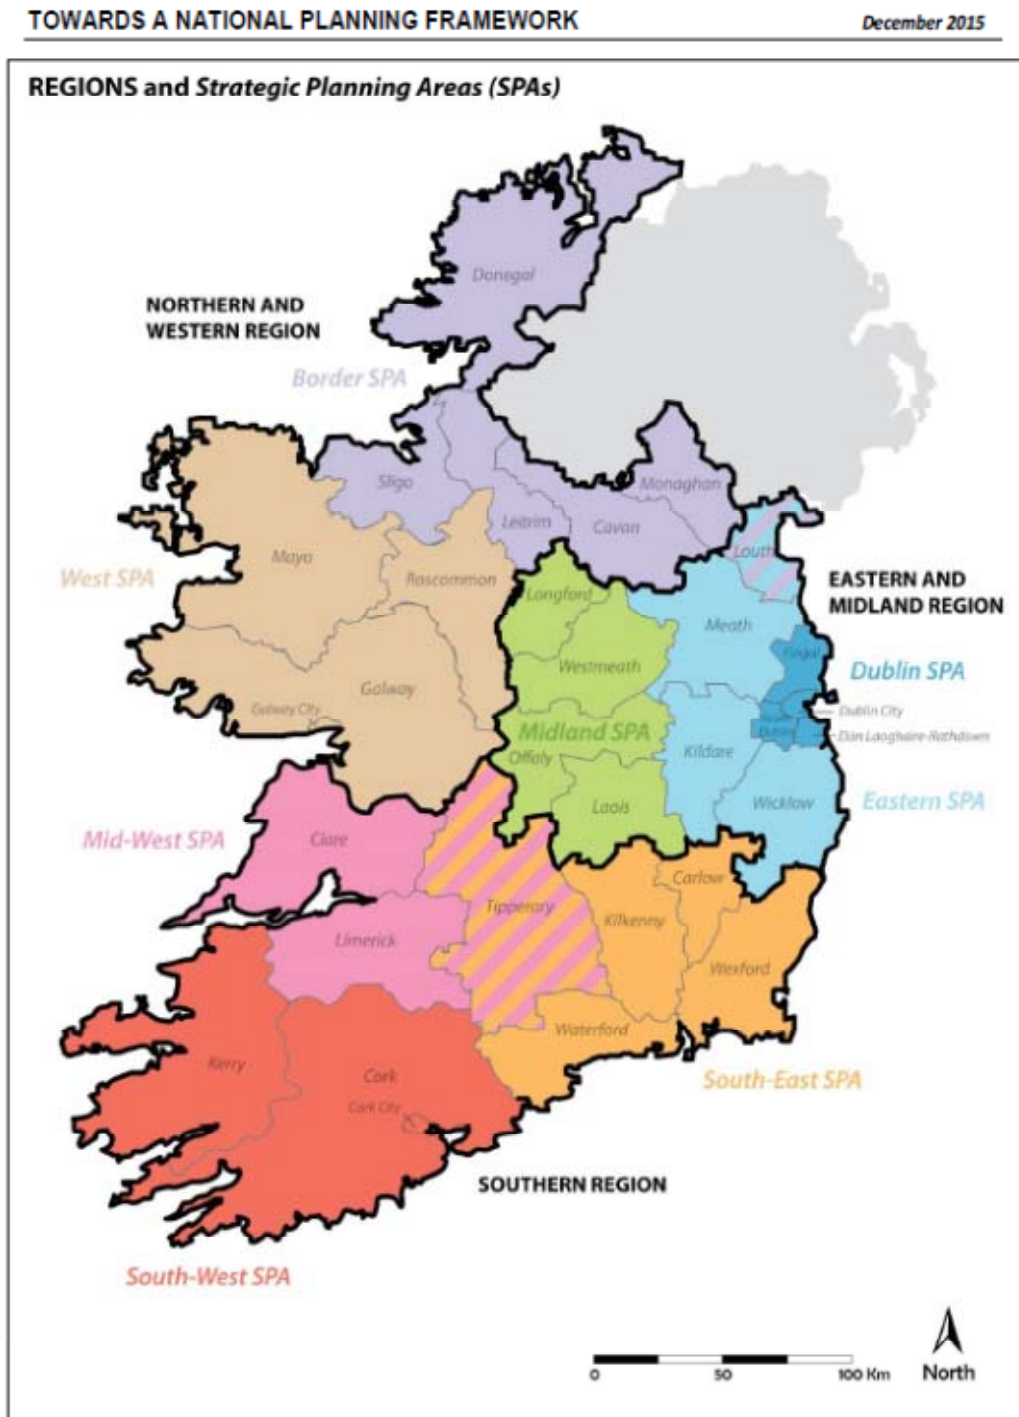 TOWARDS A NATIONAL PLANNING FRAMEWORK
December 2015
REGIONS and Strategic Planning Areas (SPAs)
Donegal
NORTHERN AND
WESTERN REGION
Border SPA
Sligo
Monaghan
Leitrim
Cavan
Louth
Mayo
West SPA
Roscommon
EASTERN AND
MIDLAND REGION
Longford
Meath
Fingal
Westmeath
Dublin SPA
Galway
Galway City
Dublin City
Midland SPA
Dublin
Dún Laoghaire-Rathdown
Offaly
Kildare
Laois
Wicklow
Eastern SPA
Mid-West SPA
Clare
Carlow
Tipperary
Kilkenny
Limerick
Wexford
Waterford
Kerry
Cork
South-East SPA
Cork City
SOUTHERN REGION
South-West SPA
0 50 100 Km
North